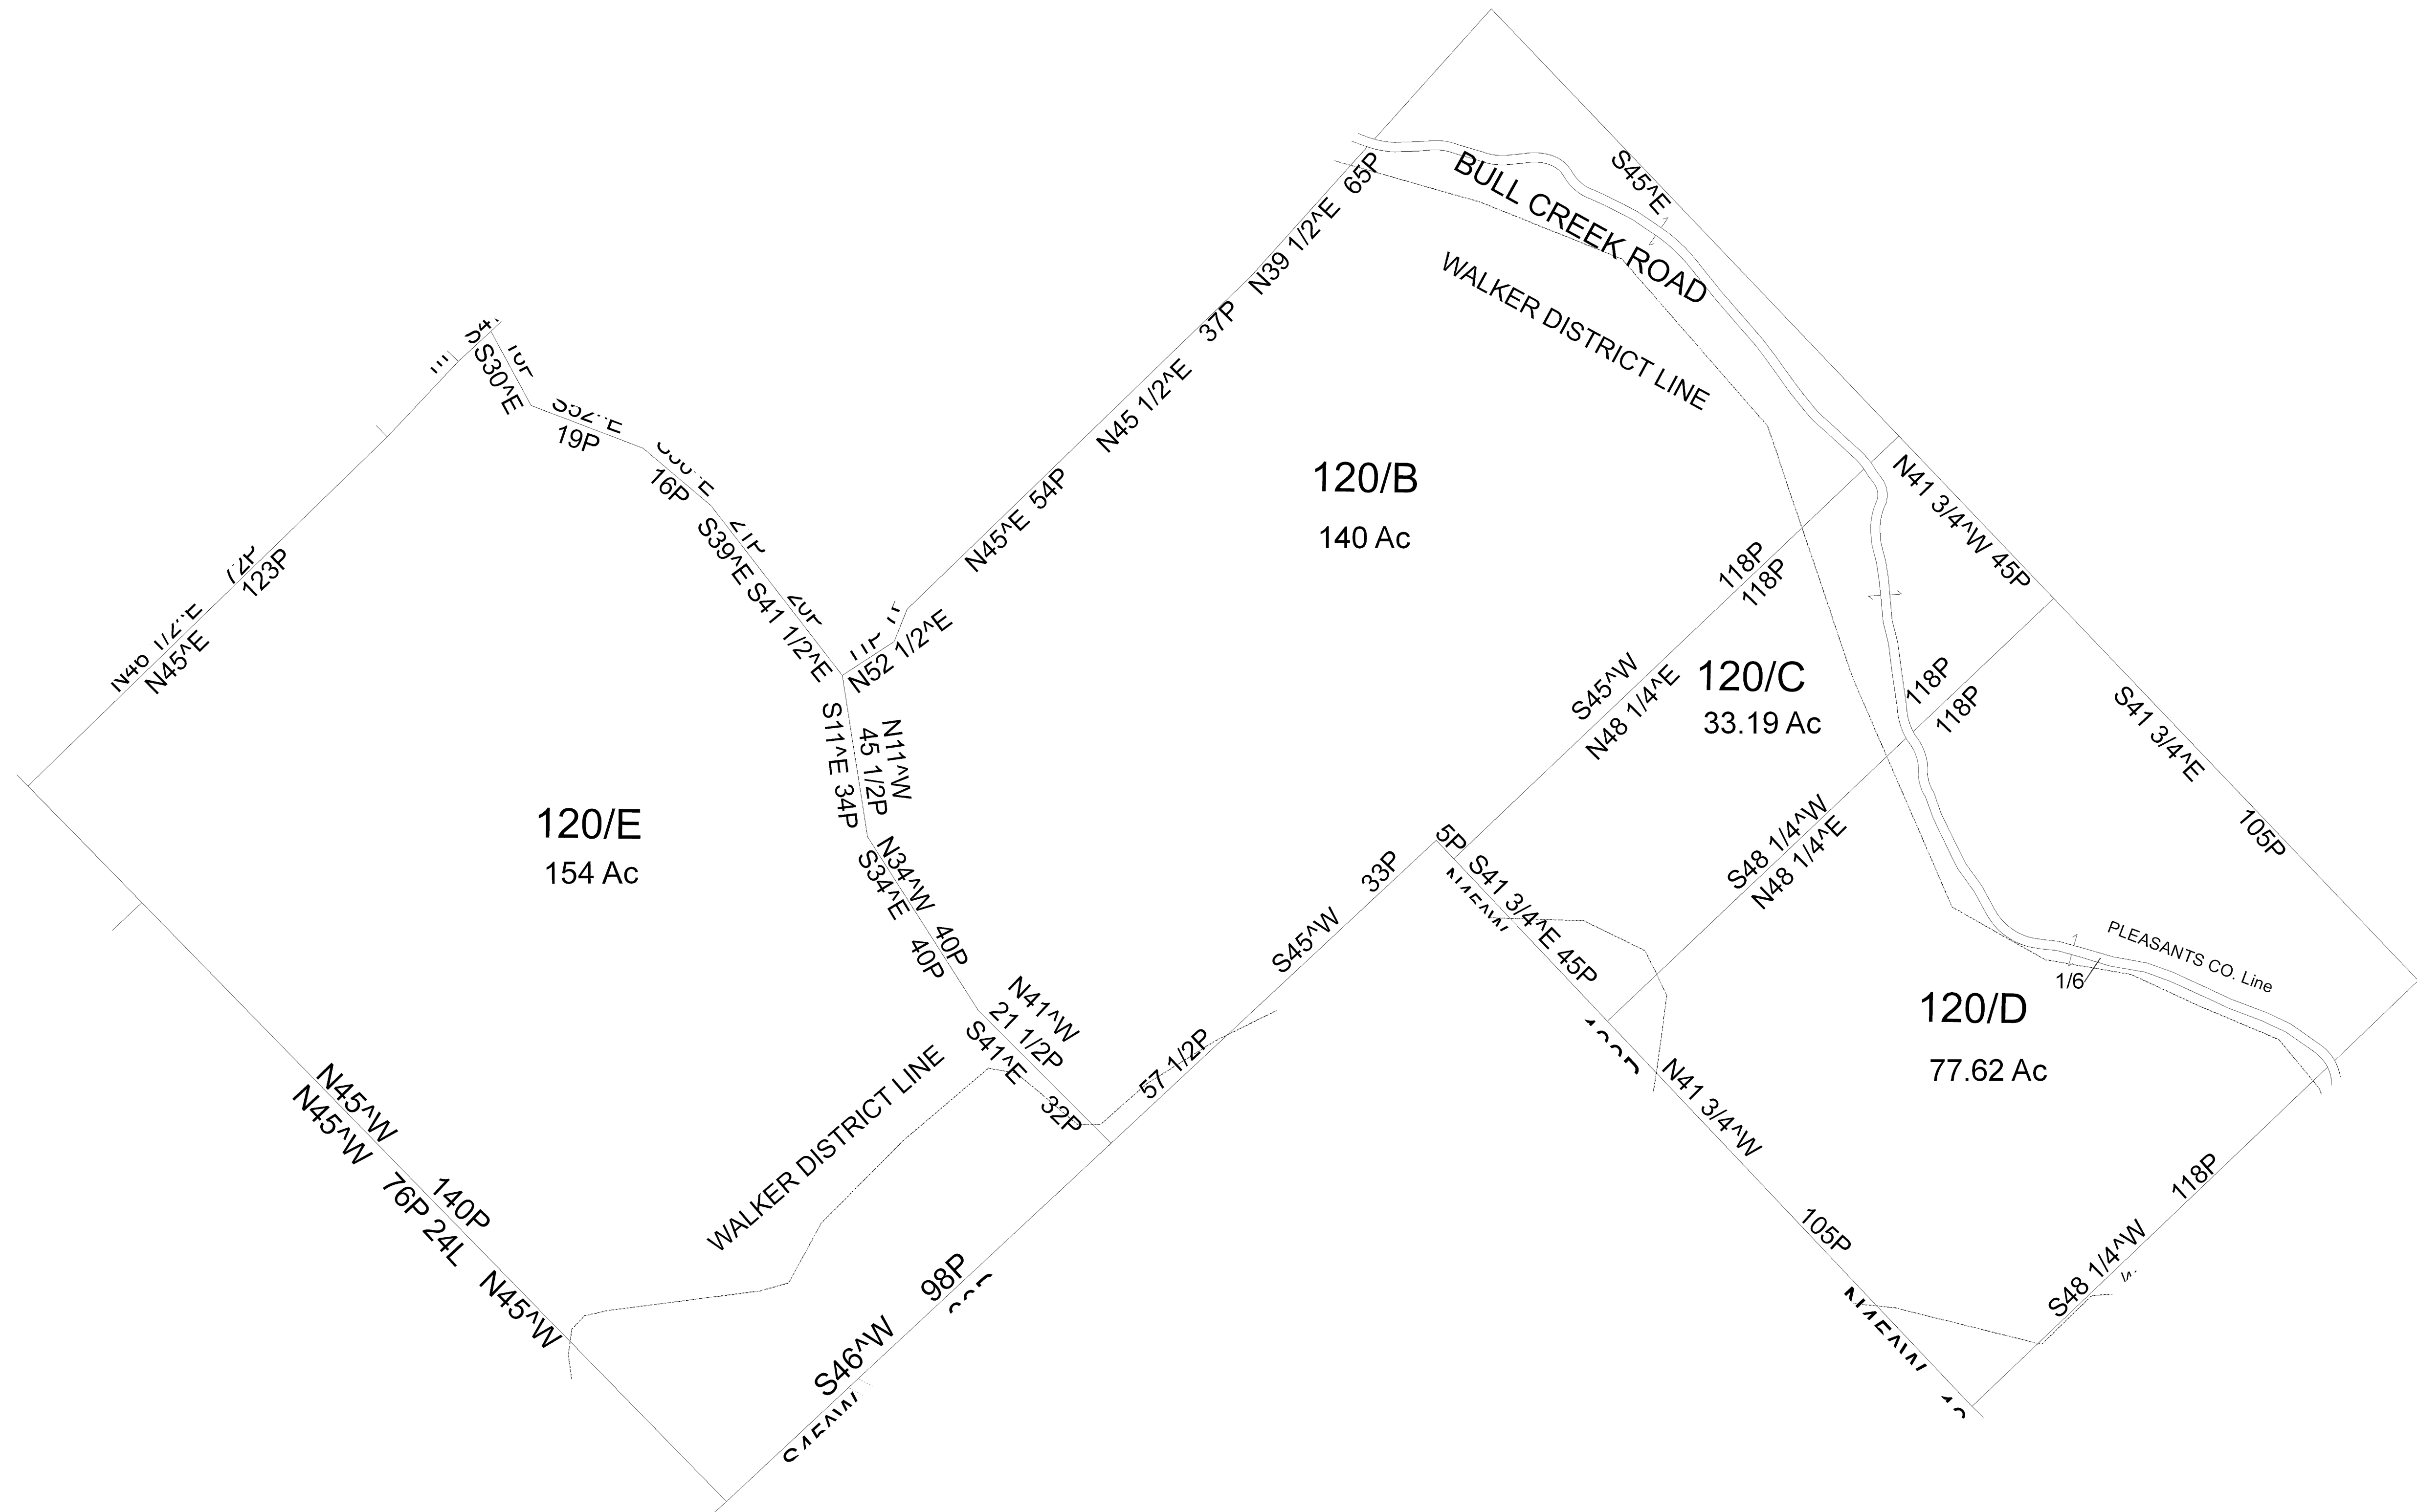 S45^E
65P
BULL CREEK ROAD
N39 1/2^E
WALKER DISTRICT LINE
37P
N45 1/2^E
S30^E
19P
16P
54P
N45^E
120/B
140 Ac
N41 3/4^W 45P
118P
118P
123P
N45^E
S39^E
S41 1/2^E
N52 1/2^E
S45^W
N48 1/4^E
120/C
33.19 Ac
118P
118P
S41 3/4^E
105P
S11^E 34P
N11^W
45 1/2P
120/E
154 Ac
N34^W 40P
S34^E 40P
33P
S45^W
57 1/2P
5P
S41 3/4^E 45P
N45^W
S48 1/4^W
N48 1/4^E
PLEASANTS CO. Line
1/6
120/D
77.62 Ac
N41^W
21 1/2P
S41^E
32P
WALKER DISTRICT LINE
N41 3/4^W
105P
118P
S48 1/4^W
N45^W
140P
N45^W
76P 24L
N45^W
98P
S46^W
S45^W
N45^W